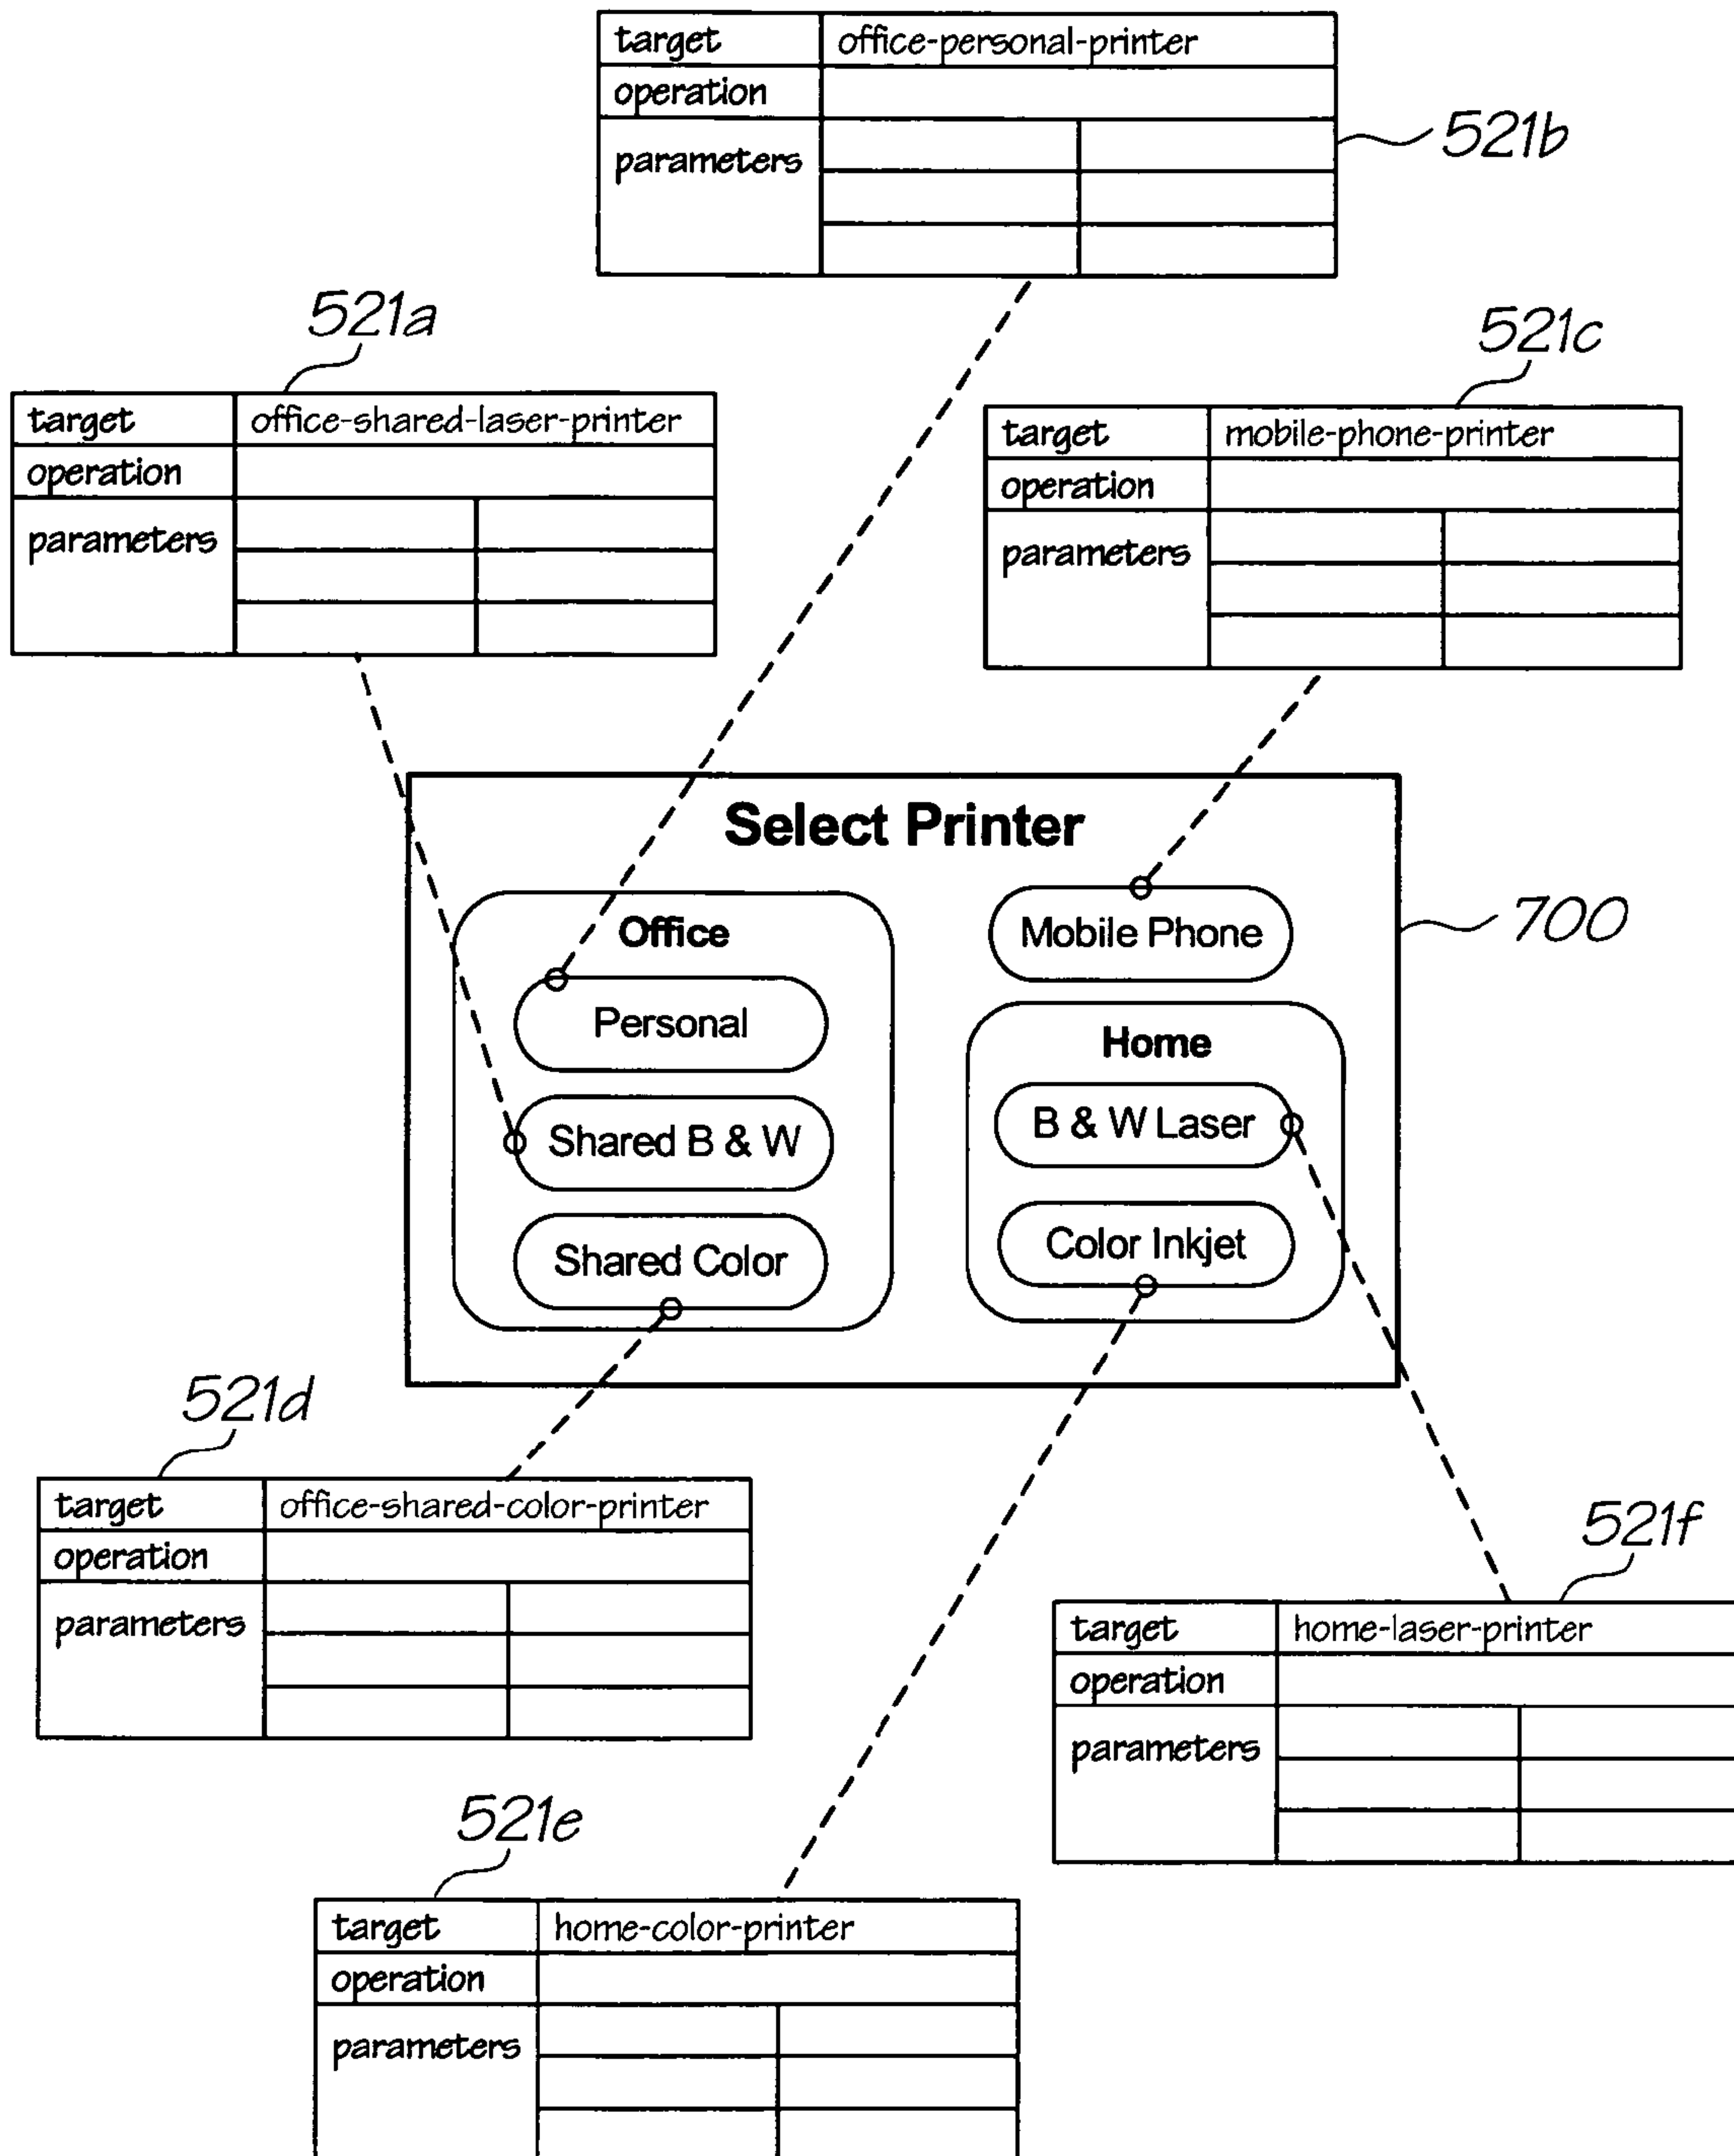 target office-personal-printer
operation
parameters
521b
521a
target office-shared-laser-printer
operation
parameters
521c
target mobile-phone-printer
operation
parameters
Select Printer
700
Office
Personal
Shared B & W
Shared Color
Mobile Phone
Home
B & W Laser
Color Inkjet
521d
target office-shared-color-printer
operation
parameters
521f
target home-laser-printer
operation
parameters
521e
target home-color-printer
operation
parameters